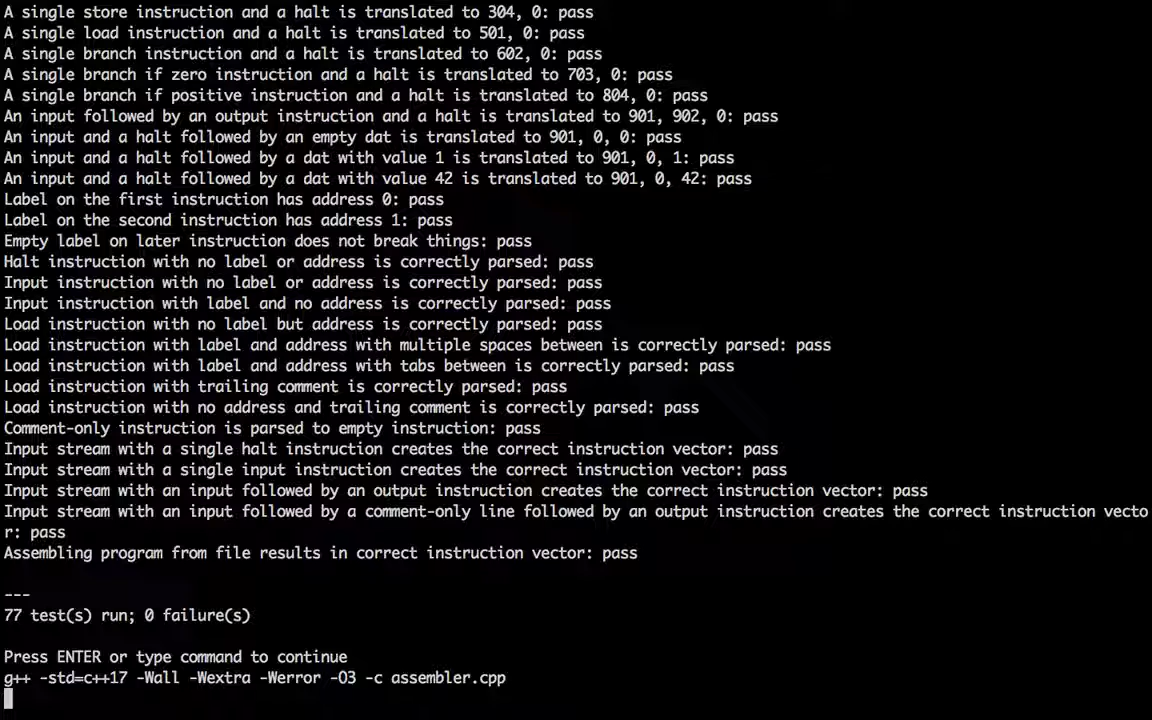 A single store instruction and a halt is translated to 304, 0: pass
A single load instruction and a halt is translated to 501, 0: pass
A single branch instruction and a halt is translated to 602, 0: pass
A single branch if zero instruction and a halt is translated to 703, 0: pass
A single branch if positive instruction and a halt is translated to 804, 0: pass
An input followed by an output instruction and a halt is translated to 901, 902, 0: pass
An input and a halt followed by an empty dat is translated to 901, 0, 0: pass
An input and a halt followed by a dat with value 1 is translated to 901, 0, 1: pass
An input and a halt followed by a dat with value 42 is translated to 901, 0, 42: pass
Label on the first instruction has address 0: pass
Label on the second instruction has address 1: pass
Empty label on later instruction does not break things: pass
Halt instruction with no label or address is correctly parsed: pass
Input instruction with no label or address is correctly parsed: pass
Input instruction with label and no address is correctly parsed: pass
Load instruction with no label but address is correctly parsed: pass
Load instruction with label and address with multiple spaces between is correctly parsed: pass
Load instruction with label and address with tabs between is correctly parsed: pass
Load instruction with trailing comment is correctly parsed: pass
Load instruction with no address and trailing comment is correctly parsed: pass
Comment-only instruction is parsed to empty instruction: pass
Input stream with a single halt instruction creates the correct instruction vector: pass
Input stream with a single input instruction creates the correct instruction vector: pass
Input stream with an input followed by an output instruction creates the correct instruction vector: pass
Input stream with an input followed by a comment-only line followed by an output instruction creates the correct instruction vecto
r: pass
Assembling program from file results in correct instruction vector: pass
---
77 test(s) run; 0 failure(s)
Press ENTER or type command to continue
g++ -std=c++17 -Wall -Wextra -Werror -O3 -c assembler.cpp